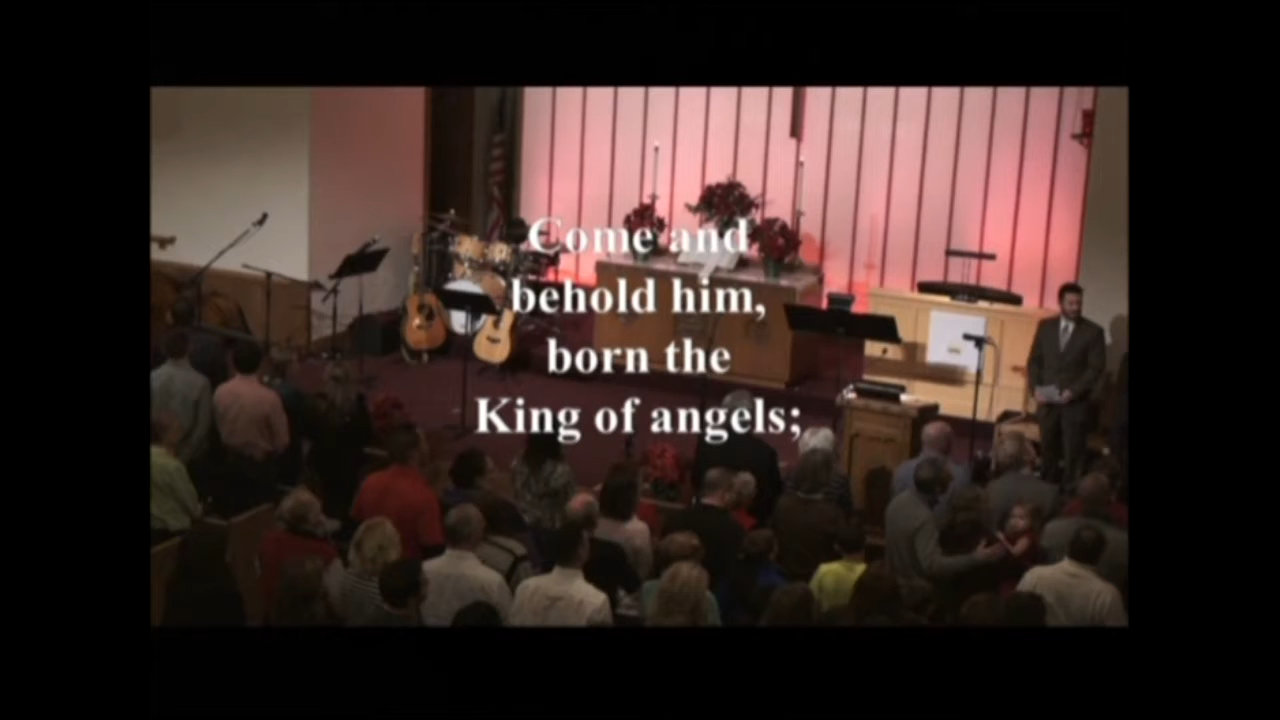 Come and
behold him,
born the
King of angels;